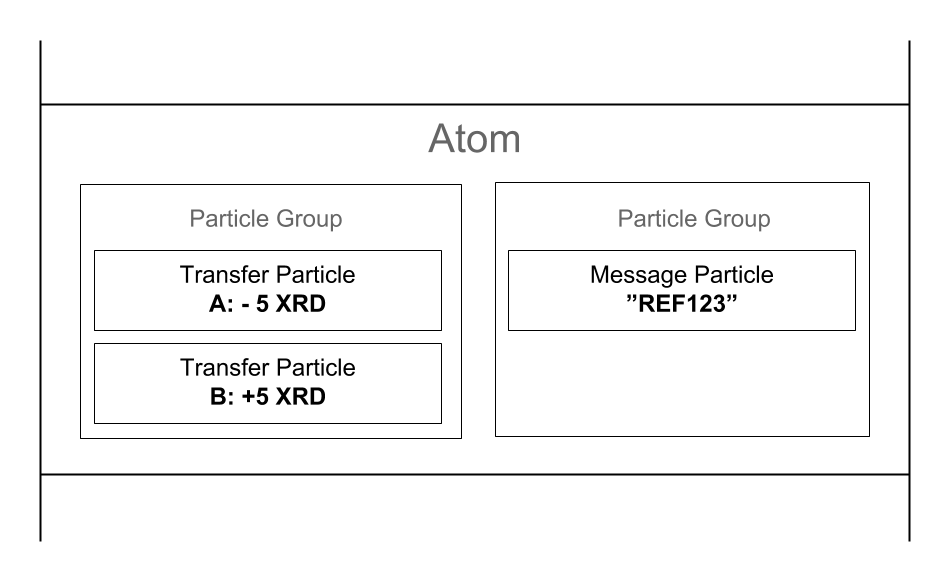 Atom
Particle Group
Transfer Particle
A: - 5 XRD
Transfer Particle
B: +5 XRD
Particle Group
Message Particle
”REF123”